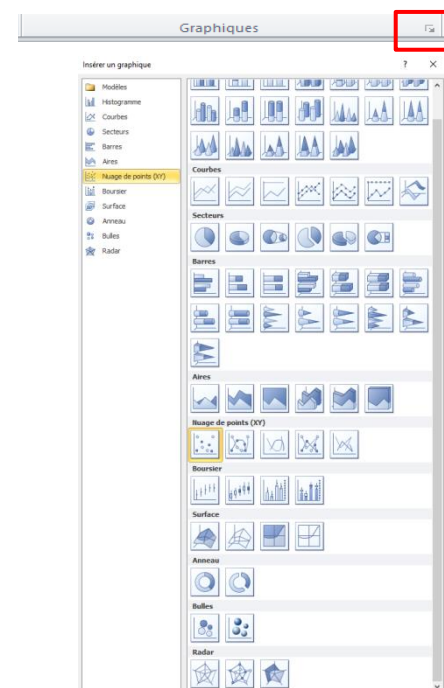 Graphiques
Insérer un graphique
? ×
Modèles
Histogramme
Courbes
Secteurs
Barres
Aires
Nuage de points (XY)
Boursier
Surface
Anneau
Bulles
Radar
Courbes
Secteurs
Barres
Aires
Nuage de points (XY)
Boursier
Surface
Anneau
Bulles
Radar